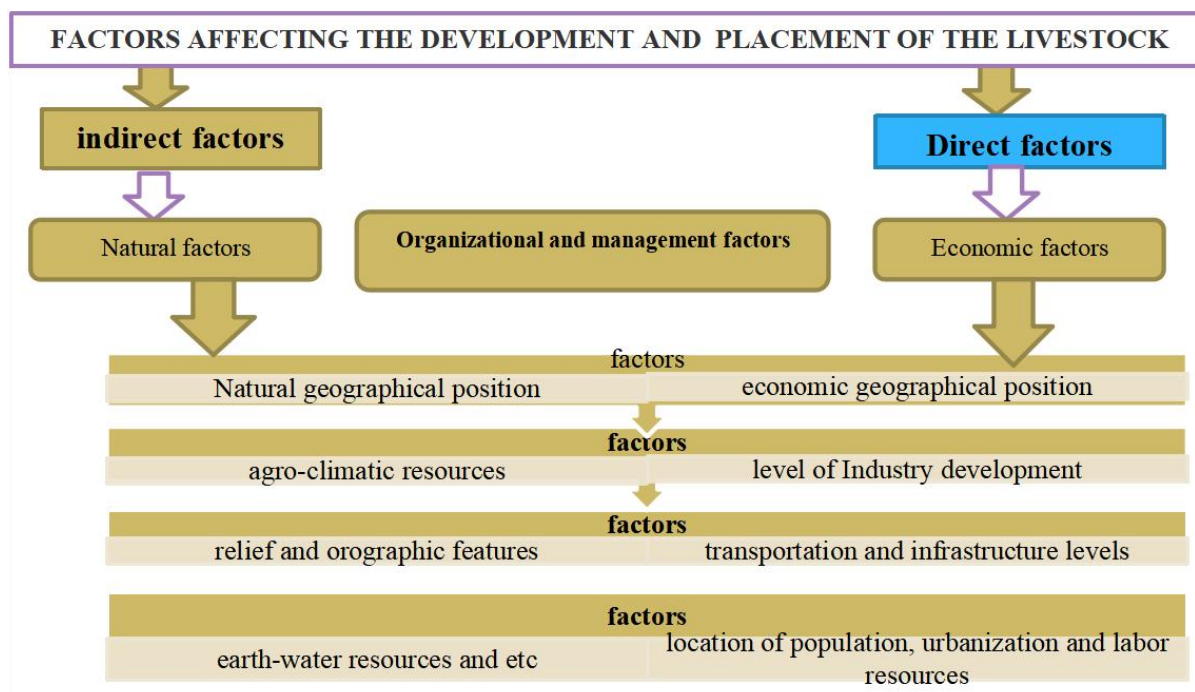 FACTORS AFFECTING THE DEVELOPMENT AND PLACEMENT OF THE LIVESTOCK
indirect factors
Direct factors
Natural factors
Organizational and management factors
Economic factors
factors
Natural geographical position
economic geographical position
factors
agro-climatic resources
level of Industry development
factors
relief and orographic features
transportation and infrastructure levels
factors
earth-water resources and etc
location of population, urbanization and labor
resources